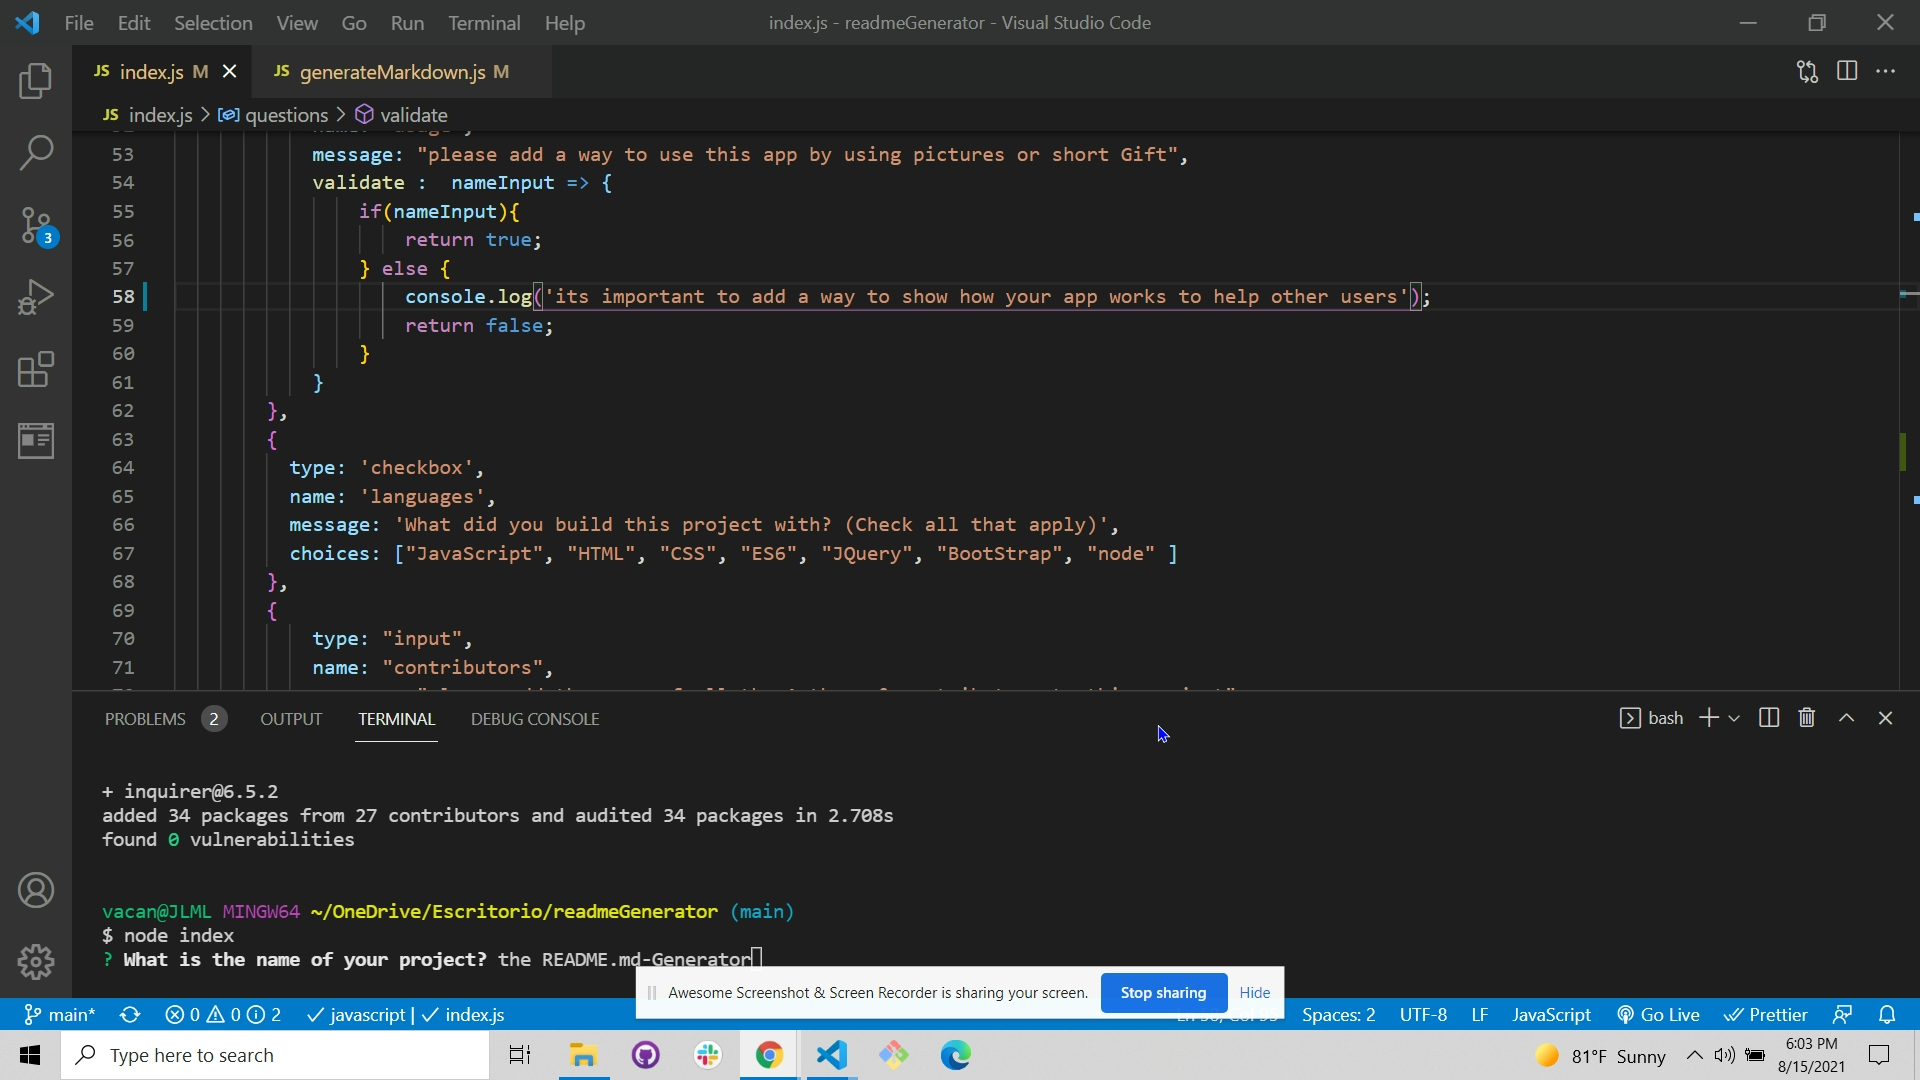 File Edit Selection View Go Run Terminal Help
index.js - readmeGenerator - Visual Studio Code
JS index.js M
JS generateMarkdown.js M
JS index.js > questions > validate
53 message: "please add a way to use this app by using pictures or short Gift",
54 validate :  nameInput => {
55 if(nameInput){
56 return true;
57 } else {
58 console.log('its important to add a way to show how your app works to help other users');
59 return false;
60 }
61 }
62 },
63 {
64 type: 'checkbox',
65 name: 'languages',
66 message: 'What did you build this project with? (Check all that apply)',
67 choices: ["JavaScript", "HTML", "CSS", "ES6", "JQuery", "BootStrap", "node" ]
68 },
69 {
70 type: "input",
71 name: "contributors",
3
PROBLEMS 2 OUTPUT TERMINAL DEBUG CONSOLE
bash
+ inquirer@6.5.2
added 34 packages from 27 contributors and audited 34 packages in 2.708s
found 0 vulnerabilities
vacan@JLML MINGW64 ~/OneDrive/Escritorio/readmeGenerator (main)
$ node index
? What is the name of your project? the README.md-Generator
Awesome Screenshot & Screen Recorder is sharing your screen. Stop sharing Hide
main* 0 0 2 javascript | index.js
Spaces: 2 UTF-8 LF JavaScript Go Live Prettier
Type here to search
81°F Sunny
6:03 PM
8/15/2021